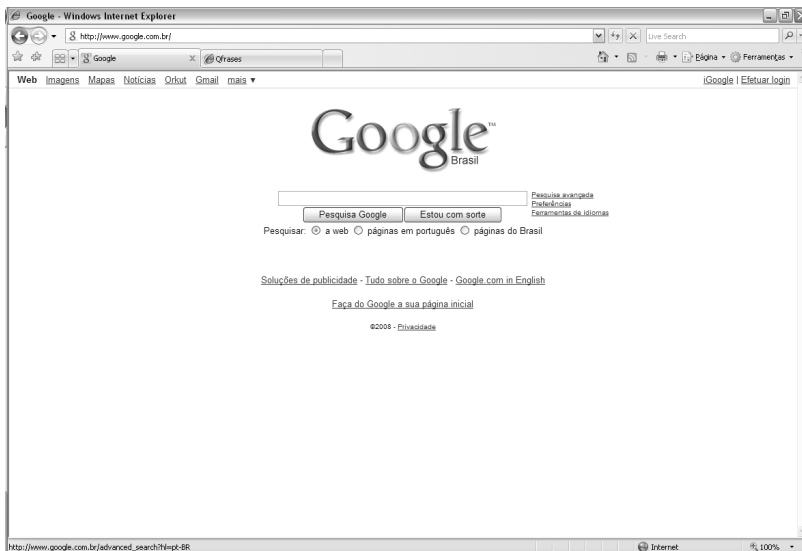 Google - Windows Internet Explorer
http://www.google.com.br/
Live Search
Google
Qfrases
Página
Ferramentas
Web Imagens Mapas Notícias Orkut Gmail mais ▼
iGoogle | Efetuar login
Google™
Brasil
Pesquisa avançada
Preferências
Ferramentas de idiomas
Pesquisa Google
Estou com sorte
Pesquisar: a web páginas em português páginas do Brasil
Soluções de publicidade - Tudo sobre o Google - Google.com in English
Faça do Google a sua página inicial
©2008 - Privacidade
http://www.google.com.br/advanced_search?hl=pt-BR
Internet
100%